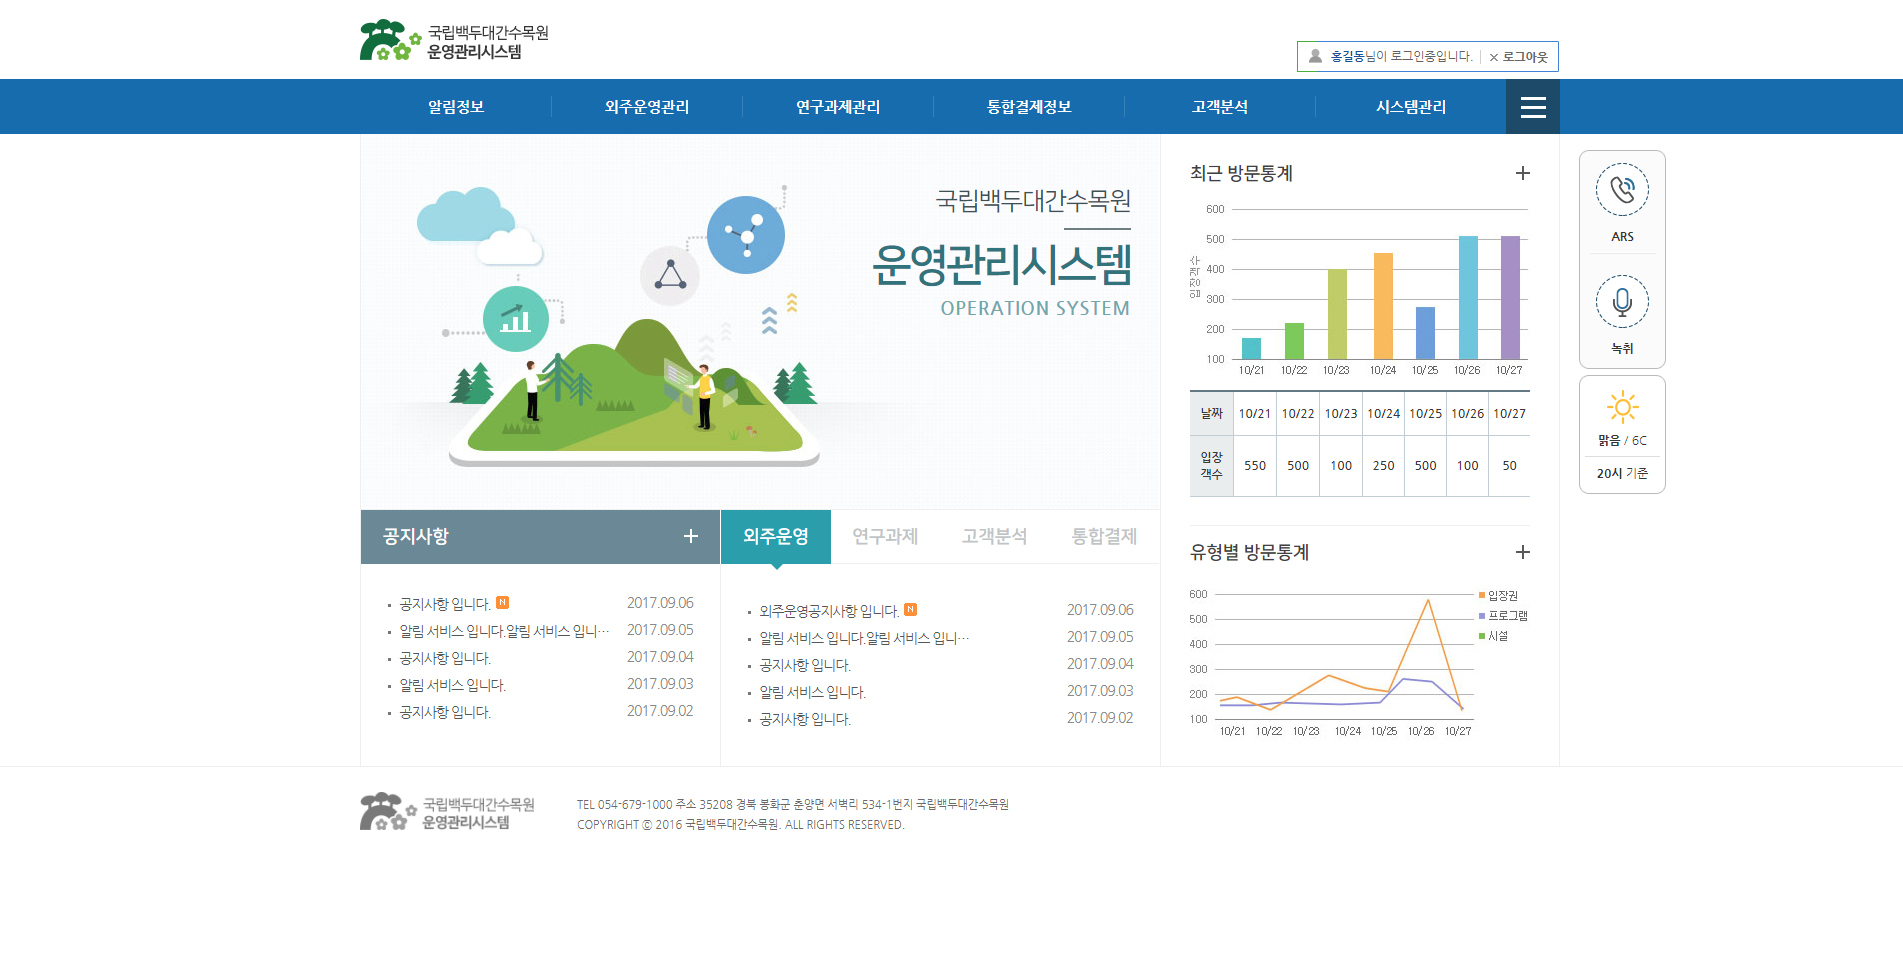 국립백두대간수목원
운영관리시스템
홍길동님이 로그인중입니다. × 로그아웃
알림정보 외주운영관리 연구과제관리 통합결제정보 고객분석 시스템관리
국립백두대간수목원
운영관리시스템
OPERATION SYSTEM
최근 방문통계
600
500
400
300
200
100
입장객수
10/21 10/22 10/23 10/24 10/25 10/26 10/27
날짜 10/21 10/22 10/23 10/24 10/25 10/26 10/27
입장
객수 550 500 100 250 500 100 50
ARS
녹취
맑음 / 6C
20시 기준
공지사항
공지사항 입니다. N 2017.09.06
알림 서비스 입니다.알림 서비스 입니… 2017.09.05
공지사항 입니다. 2017.09.04
알림 서비스 입니다. 2017.09.03
공지사항 입니다. 2017.09.02
외주운영 연구과제 고객분석 통합결제
외주운영공지사항 입니다. N 2017.09.06
알림 서비스 입니다.알림 서비스 입니… 2017.09.05
공지사항 입니다. 2017.09.04
알림 서비스 입니다. 2017.09.03
공지사항 입니다. 2017.09.02
유형별 방문통계
600
500
400
300
200
100
10/21 10/22 10/23 10/24 10/25 10/26 10/27
입장권
프로그램
시설
국립백두대간수목원
운영관리시스템
TEL 054-679-1000 주소 35208 경북 봉화군 춘양면 서벽리 534-1번지 국립백두대간수목원
COPYRIGHT ⓒ 2016 국립백두대간수목원. ALL RIGHTS RESERVED.